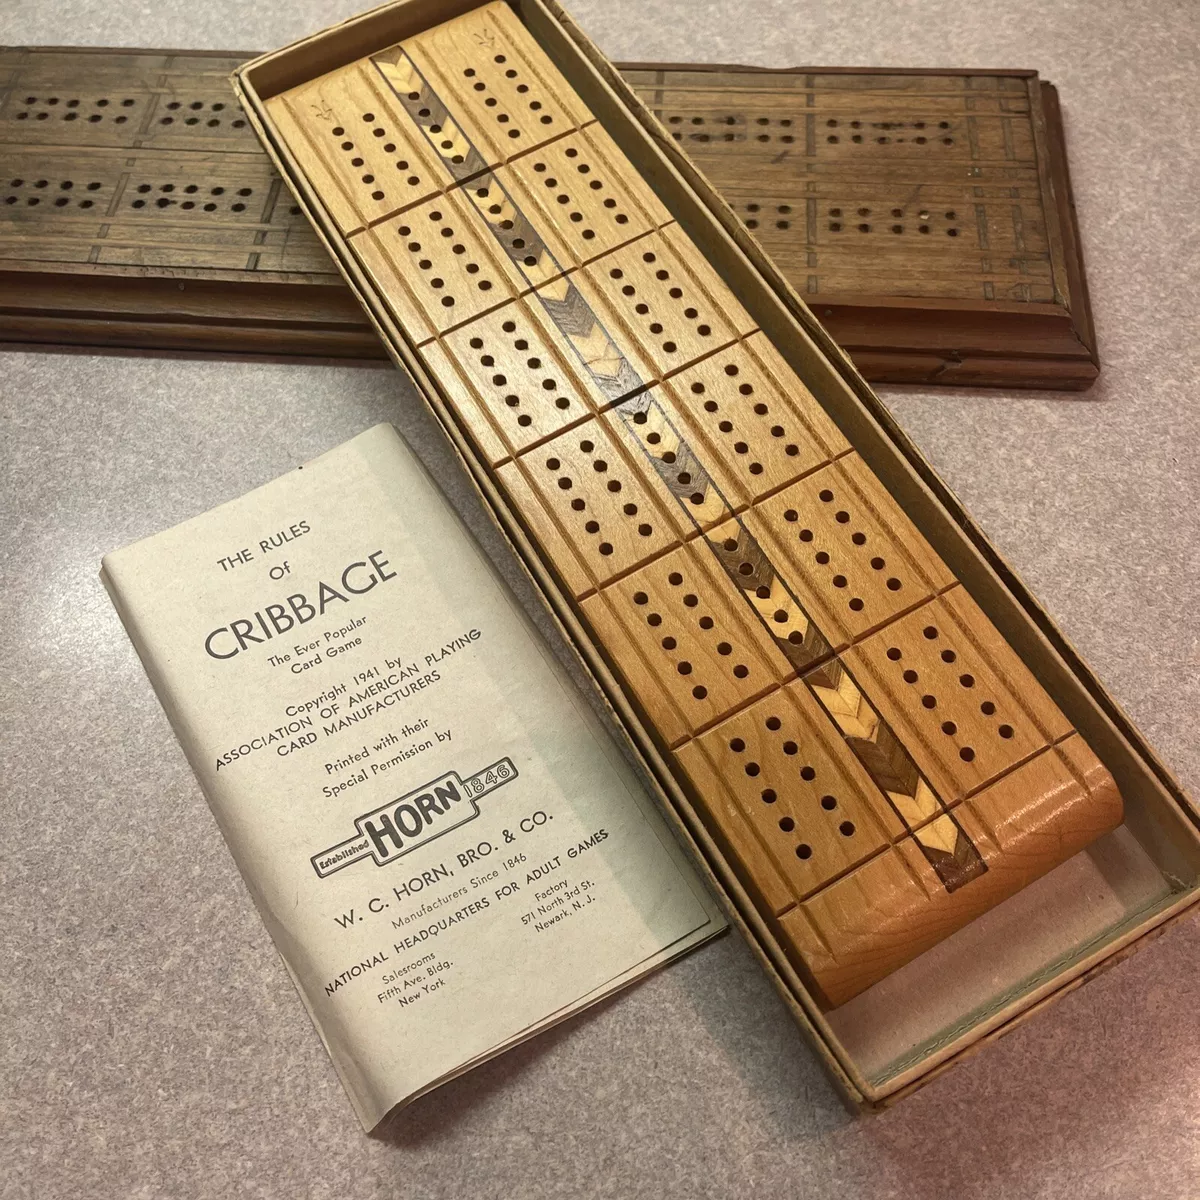 THE RULES
Of
CRIBBAGE
The Ever Popular
Card Game
Copyright 1941 by
ASSOCIATION OF AMERICAN PLAYING
CARD MANUFACTURERS
Printed with their
Special Permission by
Established HORN 1846
W. C. HORN, BRO. & CO.
Manufacturers Since 1846
NATIONAL HEADQUARTERS FOR ADULT GAMES
Salesrooms
Fifth Ave. Bldg.
New York
Factory
571 North 3rd St.
Newark, N. J.